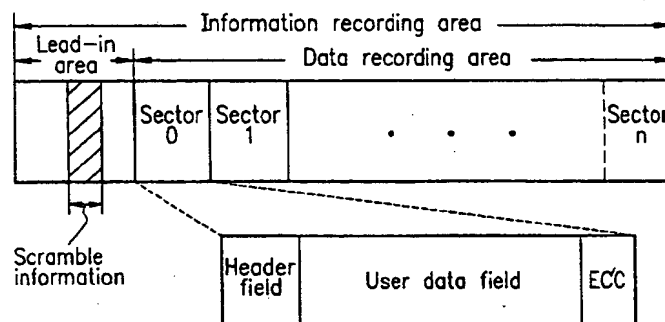 Information recording area
Lead-in
area
Data recording area
Sector
0
Sector
1
Sector
n
Scramble
information
Header
field
User data field
ECC